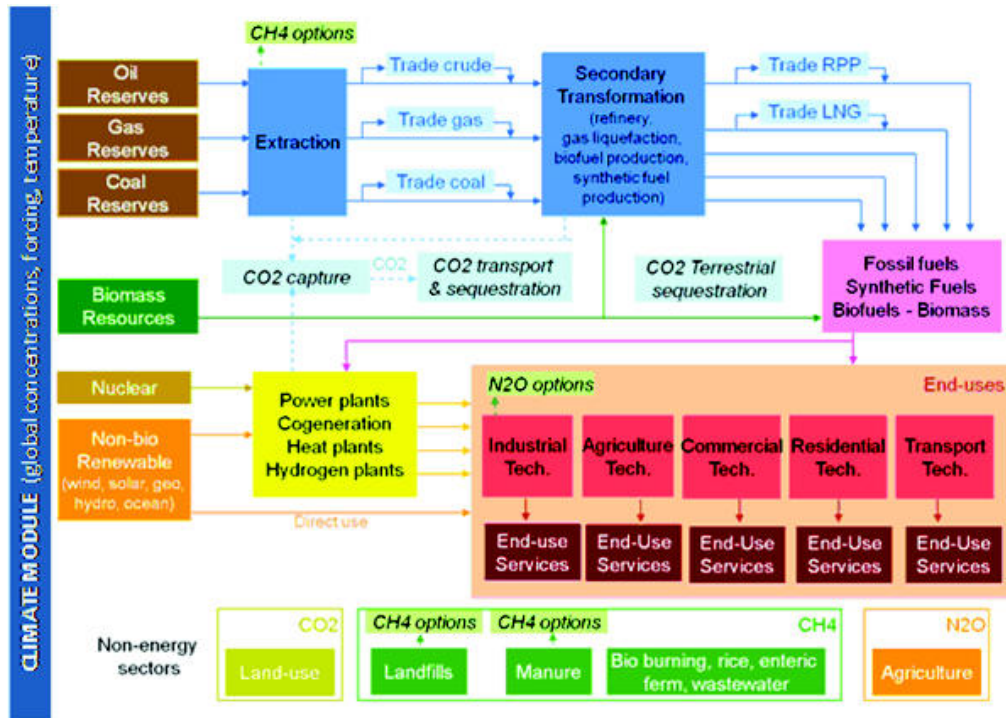 CLIMATE MODULE (global concentrations, forcing, temperature)
CH4 options
Oil
Reserves
Gas
Reserves
Coal
Reserves
Extraction
Trade crude
Trade gas
Trade coal
Secondary
Transformation
(refinery,
gas liquefaction,
biofuel production,
synthetic fuel
production)
Trade RPP
Trade LNG
CO2 capture
CO2
CO2 transport
& sequestration
CO2 Terrestrial
sequestration
Fossil fuels
Synthetic Fuels
Biofuels - Biomass
Biomass
Resources
Nuclear
Non-bio
Renewable
(wind, solar, geo,
hydro, ocean)
Power plants
Cogeneration
Heat plants
Hydrogen plants
Direct use
N2O options
End-uses
Industrial
Tech.
Agriculture
Tech.
Commercial
Tech.
Residential
Tech.
Transport
Tech.
End-use
Services
End-Use
Services
End-Use
Services
End-Use
Services
End-Use
Services
Non-energy
sectors
CO2
Land-use
CH4 options
Landfills
CH4 options
Manure
CH4
Bio burning, rice, enteric
ferm, wastewater
N2O
Agriculture